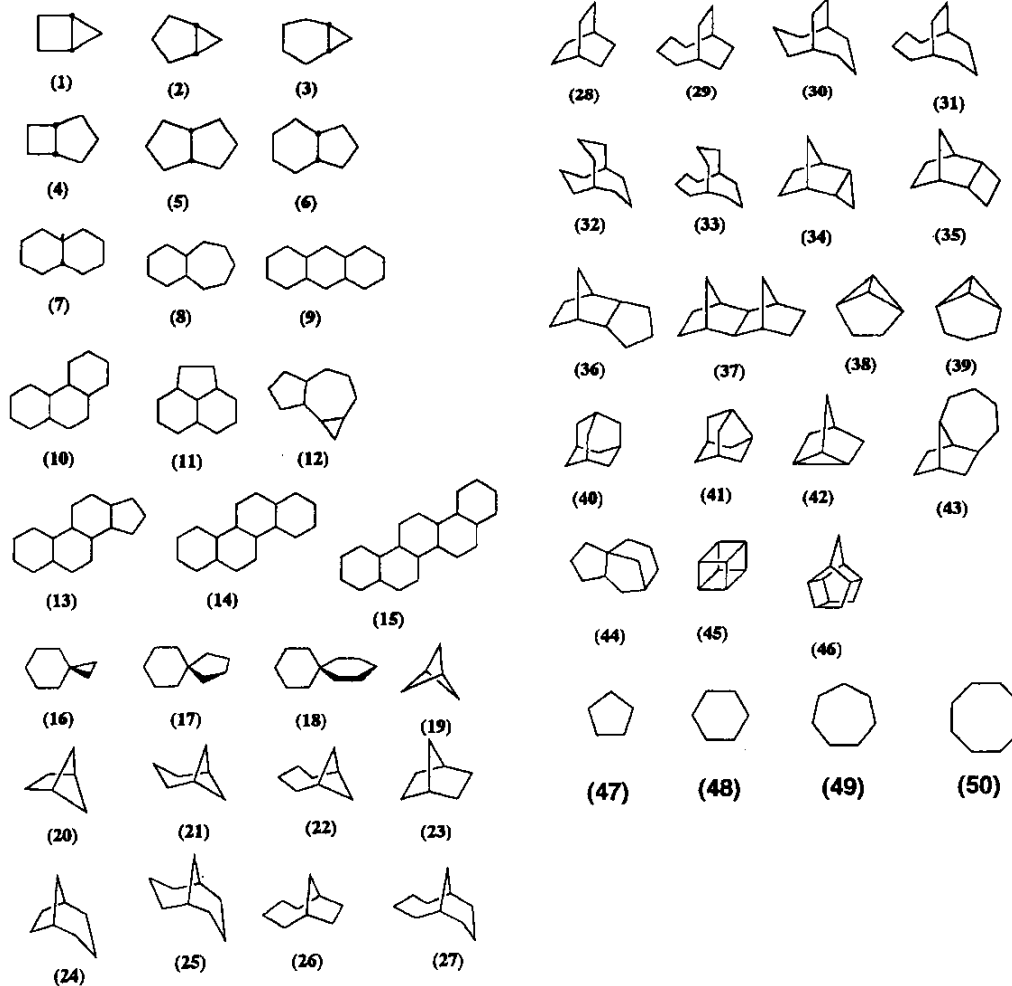 (1) (2) (3)
(4) (5) (6)
(7) (8) (9)
(10) (11) (12)
(13) (14) (15)
(16) (17) (18) (19)
(20) (21) (22) (23)
(24) (25) (26) (27)
(28) (29) (30) (31)
(32) (33) (34) (35)
(36) (37) (38) (39)
(40) (41) (42) (43)
(44) (45) (46)
(47) (48) (49) (50)